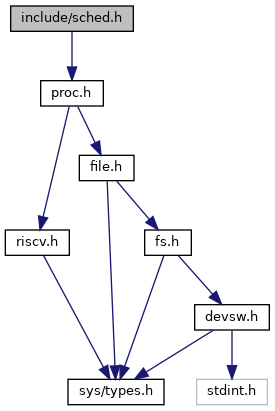 include/sched.h
proc.h
file.h
riscv.h
fs.h
devsw.h
sys/types.h
stdint.h